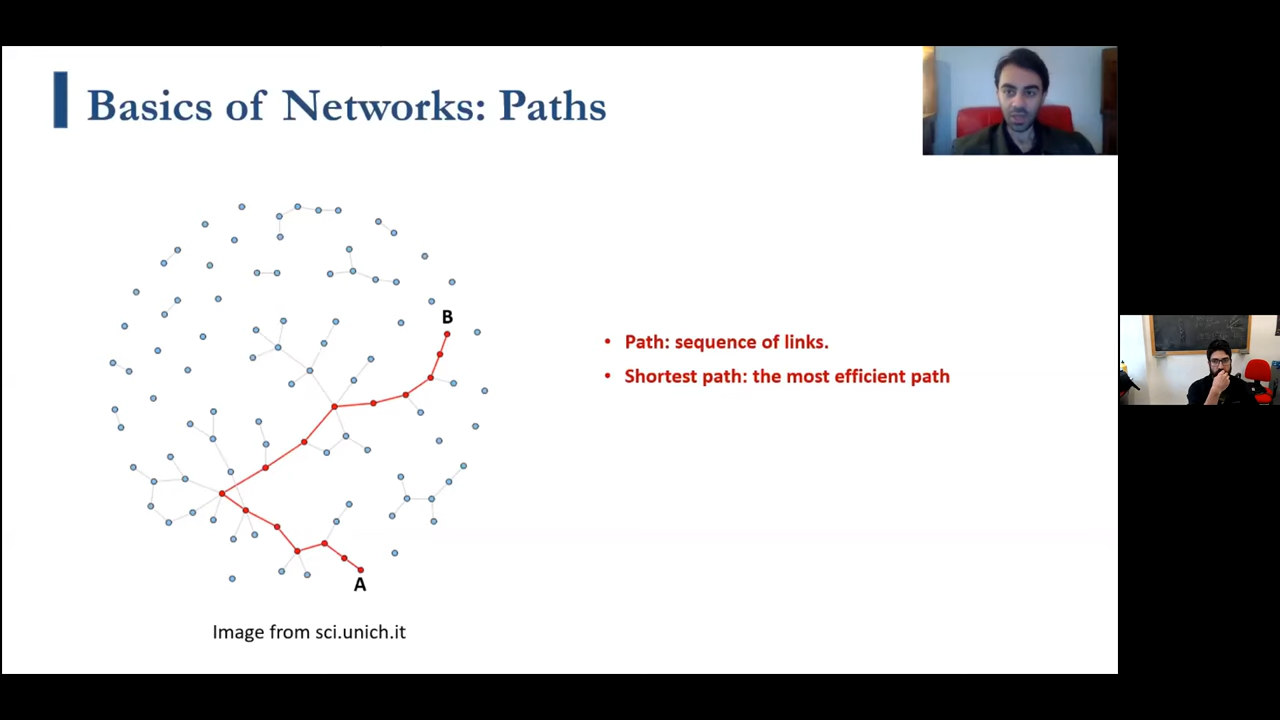 Basics of Networks: Paths
B
• Path: sequence of links.
• Shortest path: the most efficient path
A
Image from sci.unich.it